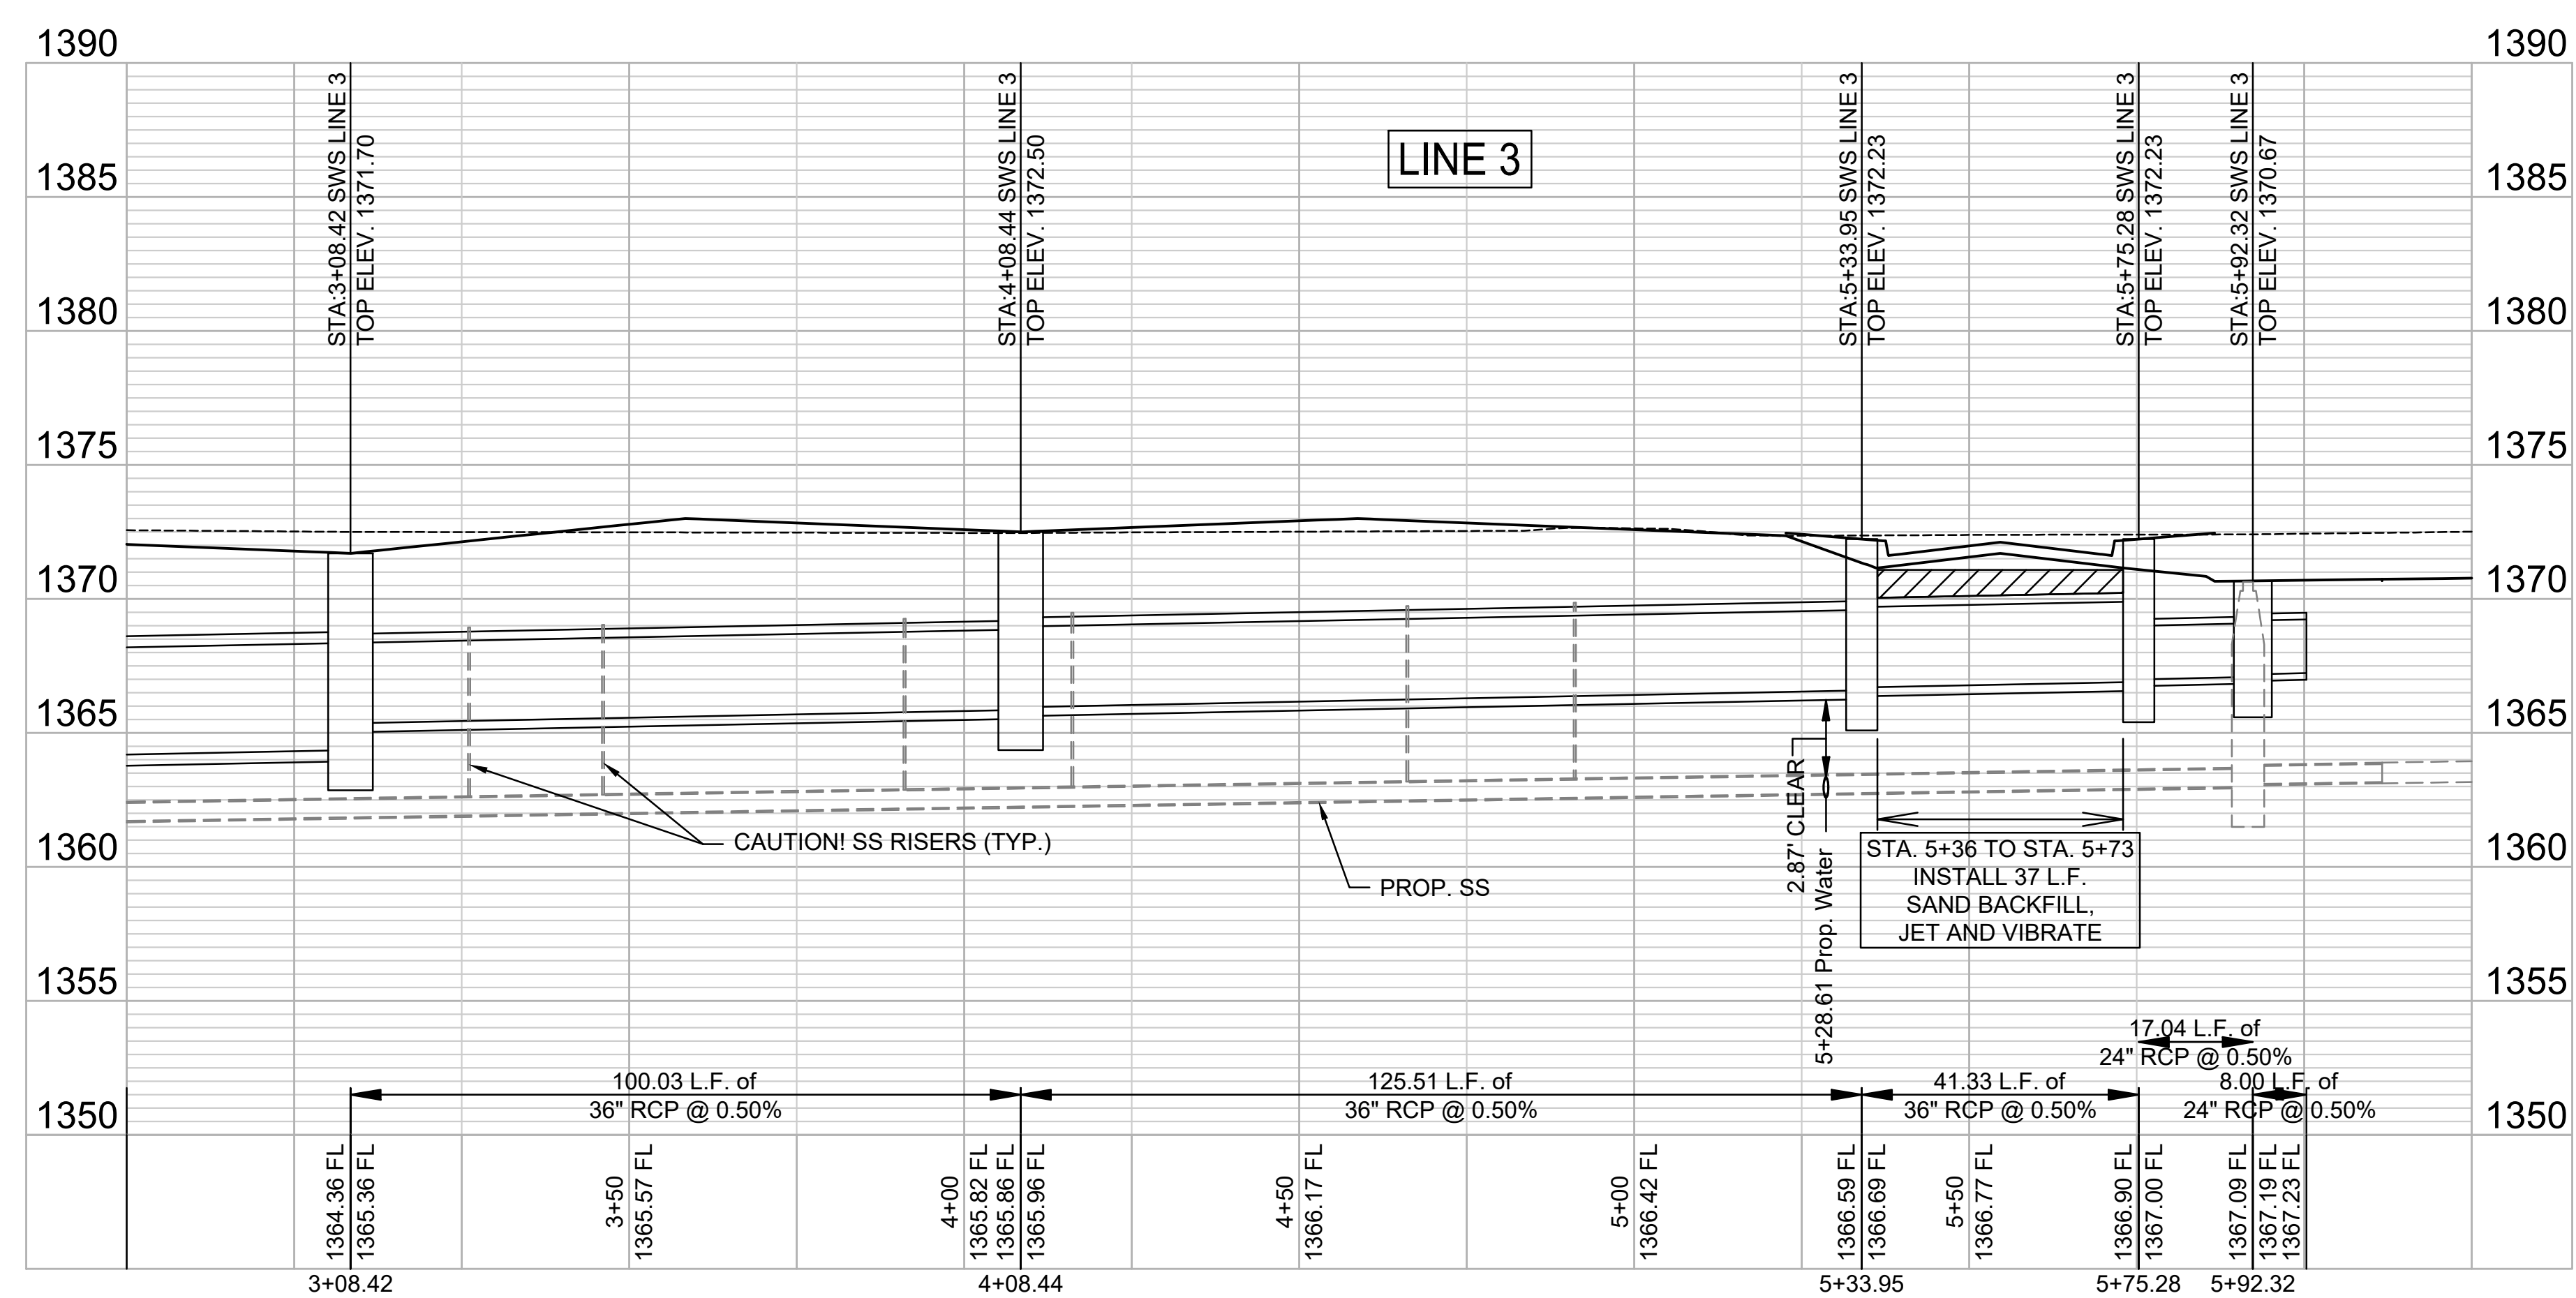 1390
1390
STA:3+08.42 SWS LINE 3
TOP ELEV. 1371.70
STA:4+08.44 SWS LINE 3
TOP ELEV. 1372.50
LINE 3
STA:5+33.95 SWS LINE 3
TOP ELEV. 1372.23
STA:5+75.28 SWS LINE 3
TOP ELEV. 1372.23
STA:5+92.32 SWS LINE 3
TOP ELEV. 1370.67
1385
1385
1380
1380
1375
1375
1370
1370
1365
1365
CAUTION! SS RISERS (TYP.)
PROP. SS
2.87' CLEAR
5+28.61 Prop. Water
STA. 5+36 TO STA. 5+73
INSTALL 37 L.F.
SAND BACKFILL,
JET AND VIBRATE
1360
1360
1355
1355
17.04 L.F. of
24" RCP @ 0.50%
100.03 L.F. of
36" RCP @ 0.50%
125.51 L.F. of
36" RCP @ 0.50%
41.33 L.F. of
36" RCP @ 0.50%
8.00 L.F. of
24" RCP @ 0.50%
1350
1350
1364.36 FL
1365.36 FL
3+50
1365.57 FL
4+00
1365.82 FL
1365.86 FL
1365.96 FL
4+50
1366.17 FL
5+00
1366.42 FL
1366.59 FL
1366.69 FL
5+50
1366.77 FL
1366.90 FL
1367.00 FL
1367.09 FL
1367.19 FL
1367.23 FL
3+08.42
4+08.44
5+33.95
5+75.28
5+92.32